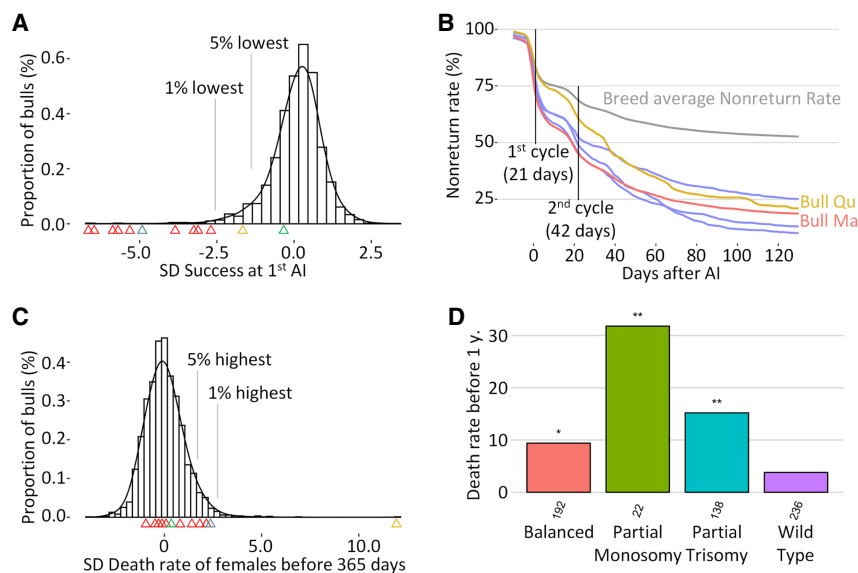 A
5% lowest
1% lowest
Proportion of bulls (%)
0.6-
0.4-
0.2-
0.0-
-5.0
-2.5
0.0
2.5
SD Success at 1st AI
B
Nonreturn rate (%)
100-
75-
50-
25-
Breed average Nonreturn Rate
1st cycle
(21 days)
2nd cycle
(42 days)
Bull Qu
Bull Ma
0
20
40
60
80
100
120
Days after AI
C
Proportion of bulls (%)
0.4-
0.3-
0.2-
0.1-
0.0-
5% highest
1% highest
0
5.0
10.0
SD Death rate of females before 365 days
D
Death rate before 1 y.
30
20
10
0
*
**
**
192
22
138
236
Balanced
Partial
Monosomy
Partial
Trisomy
Wild
Type